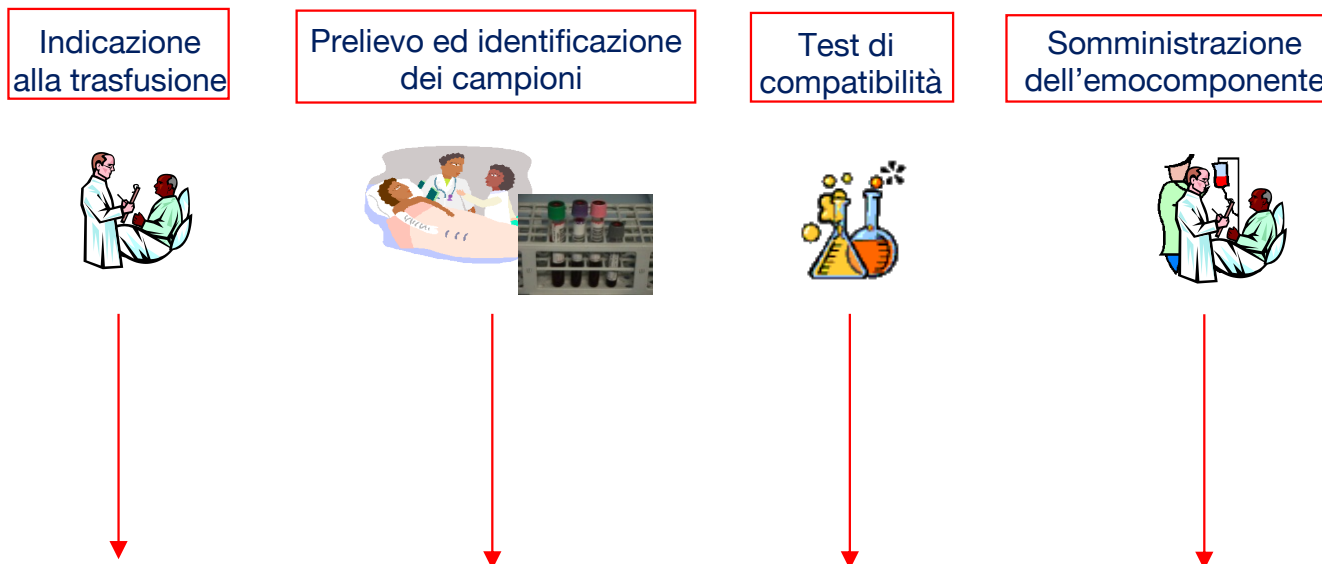 Indicazione
alla trasfusione
Prelievo ed identificazione
dei campioni
Test di
compatibilità
Somministrazione
dell’emocomponente